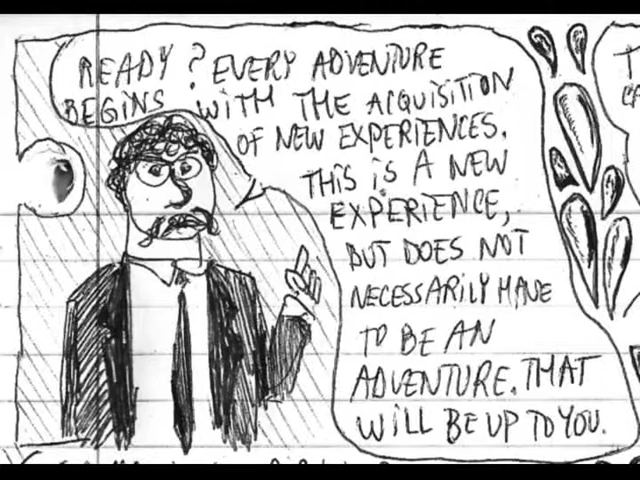 READY? EVERY ADVENTURE
BEGINS WITH THE ACQUISITION
OF NEW EXPERIENCES.
THIS IS A NEW
EXPERIENCE,
BUT DOES NOT
NECESSARILY HAVE
TO BE AN
ADVENTURE. THAT
WILL BE UP TO YOU.